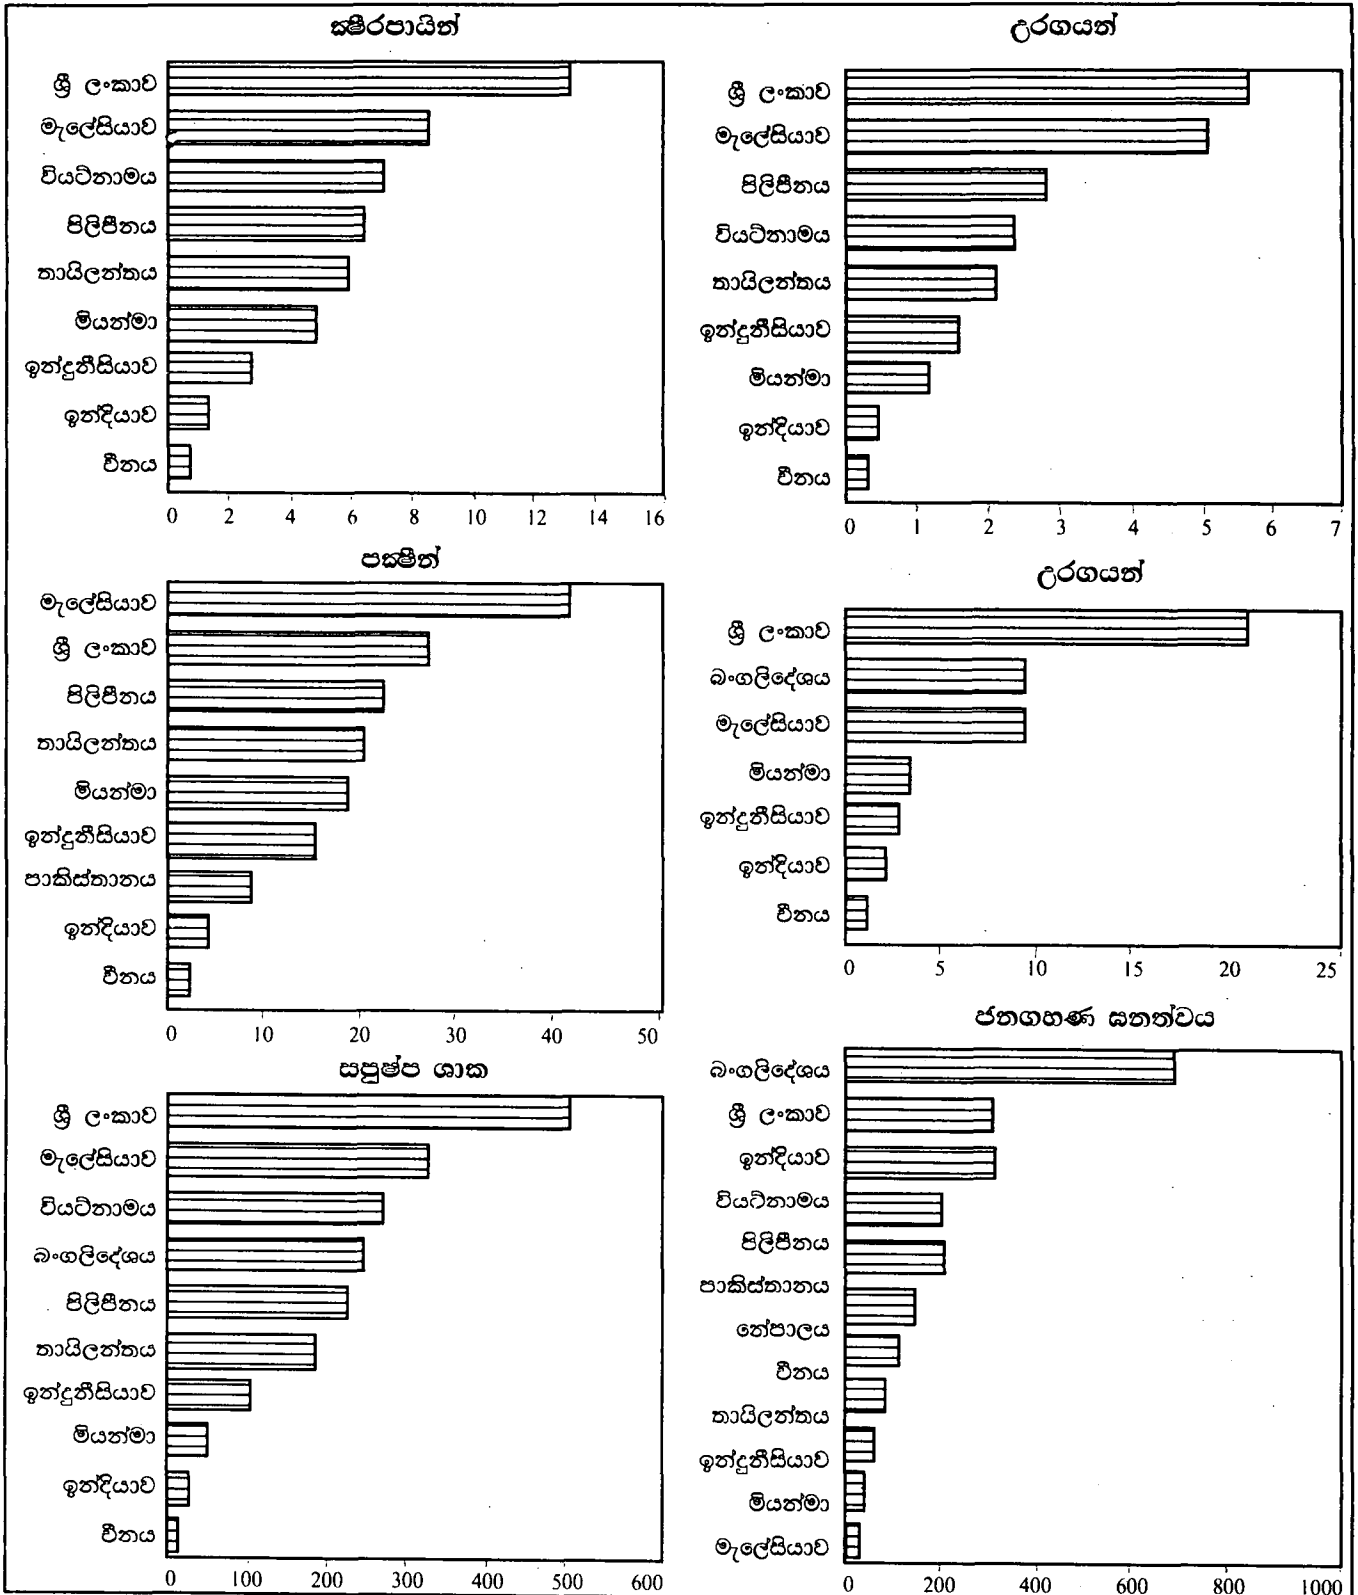 ක්ෂීරපායින්
ශ්‍රී ලංකාව
මැලේසියාව
වියට්නාමය
පිලිපීනය
තායිලන්තය
මියන්මා
ඉන්දුනීසියාව
ඉන්දියාව
චීනය
0 2 4 6 8 10 12 14 16
උරගයන්
ශ්‍රී ලංකාව
මැලේසියාව
පිලිපීනය
වියට්නාමය
තායිලන්තය
ඉන්දුනීසියාව
මියන්මා
ඉන්දියාව
චීනය
0 1 2 3 4 5 6 7
පක්ෂීන්
මැලේසියාව
ශ්‍රී ලංකාව
පිලිපීනය
තායිලන්තය
මියන්මා
ඉන්දුනීසියාව
පාකිස්තානය
ඉන්දියාව
චීනය
0 10 20 30 40 50
උරගයන්
ශ්‍රී ලංකාව
බංගලිදේශය
මැලේසියාව
මියන්මා
ඉන්දුනීසියාව
ඉන්දියාව
චීනය
0 5 10 15 20 25
සපුෂ්ප ශාක
ශ්‍රී ලංකාව
මැලේසියාව
වියට්නාමය
බංගලිදේශය
පිලිපීනය
තායිලන්තය
ඉන්දුනීසියාව
මියන්මා
ඉන්දියාව
චීනය
0 100 200 300 400 500 600
ජනගහණ ඝනත්වය
බංගලිදේශය
ශ්‍රී ලංකාව
ඉන්දියාව
වියට්නාමය
පිලිපීනය
පාකිස්තානය
නේපාලය
චීනය
තායිලන්තය
ඉන්දුනීසියාව
මියන්මා
මැලේසියාව
0 200 400 600 800 1000